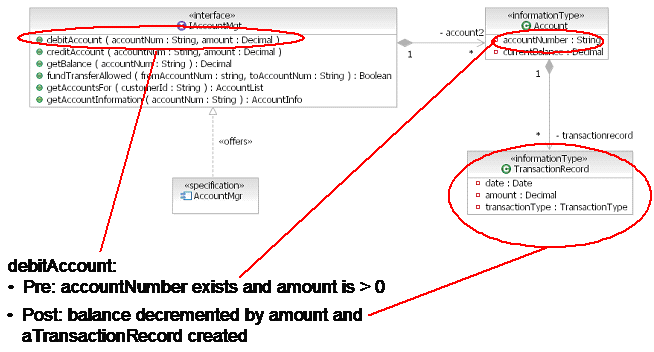 «interface»
IAccountMgt
debitAccount ( accountNum : String, amount : Decimal, )
creditAccount ( accountNum : String, amount : Decimal, )
getBalance ( accountNum : string ) : Decimal
fundTransferAllowed ( fromAccountNum : string, toAccountNum : String ) : Boolean
getAccountsFor ( customerId : String ) : AccountList
getAccountInformation ( accountNum : String ) : AccountInfo
- account2
1
*
«informationType»
Account
accountNumber : String
currentBalance : Decimal
1
«offers»
* - transactionrecord
«informationType»
TransactionRecord
date : Date
amount : Decimal
transactionType : TransactionType
«specification»
AccountMgr
debitAccount:
• Pre: accountNumber exists and amount is > 0
• Post: balance decremented by amount and
aTransactionRecord created